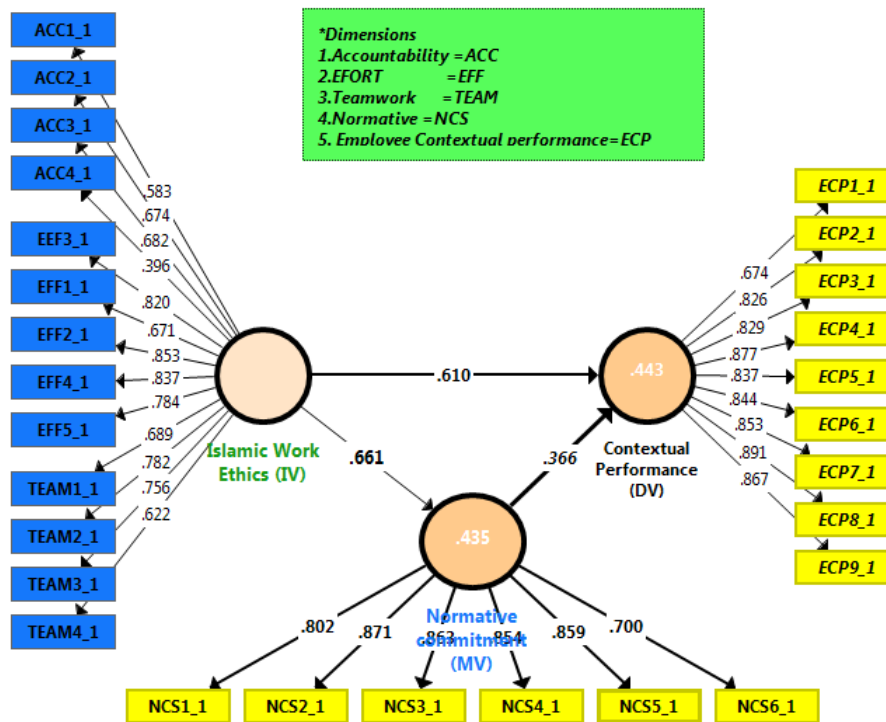 *Dimensions
1.Accountability =ACC
2.EFORT =EFF
3.Teamwork =TEAM
4.Normative =NCS
5. Employee Contextual performance=ECP
ACC1_1
ACC2_1
ACC3_1
ACC4_1
EEF3_1
EFF1_1
EFF2_1
EFF4_1
EFF5_1
TEAM1_1
TEAM2_1
TEAM3_1
TEAM4_1
.583
.674
.682
.396
.820
.671
.853
.837
.784
.689
.782
.756
.622
Islamic Work
Ethics (IV)
.610
.661
.366
.443
Contextual
Performance
(DV)
.674
.826
.829
.877
.837
.844
.853
.891
.867
ECP1_1
ECP2_1
ECP3_1
ECP4_1
ECP5_1
ECP6_1
ECP7_1
ECP8_1
ECP9_1
.435
Normative
commitment
(MV)
.802
.871
.863
.854
.859
.700
NCS1_1
NCS2_1
NCS3_1
NCS4_1
NCS5_1
NCS6_1